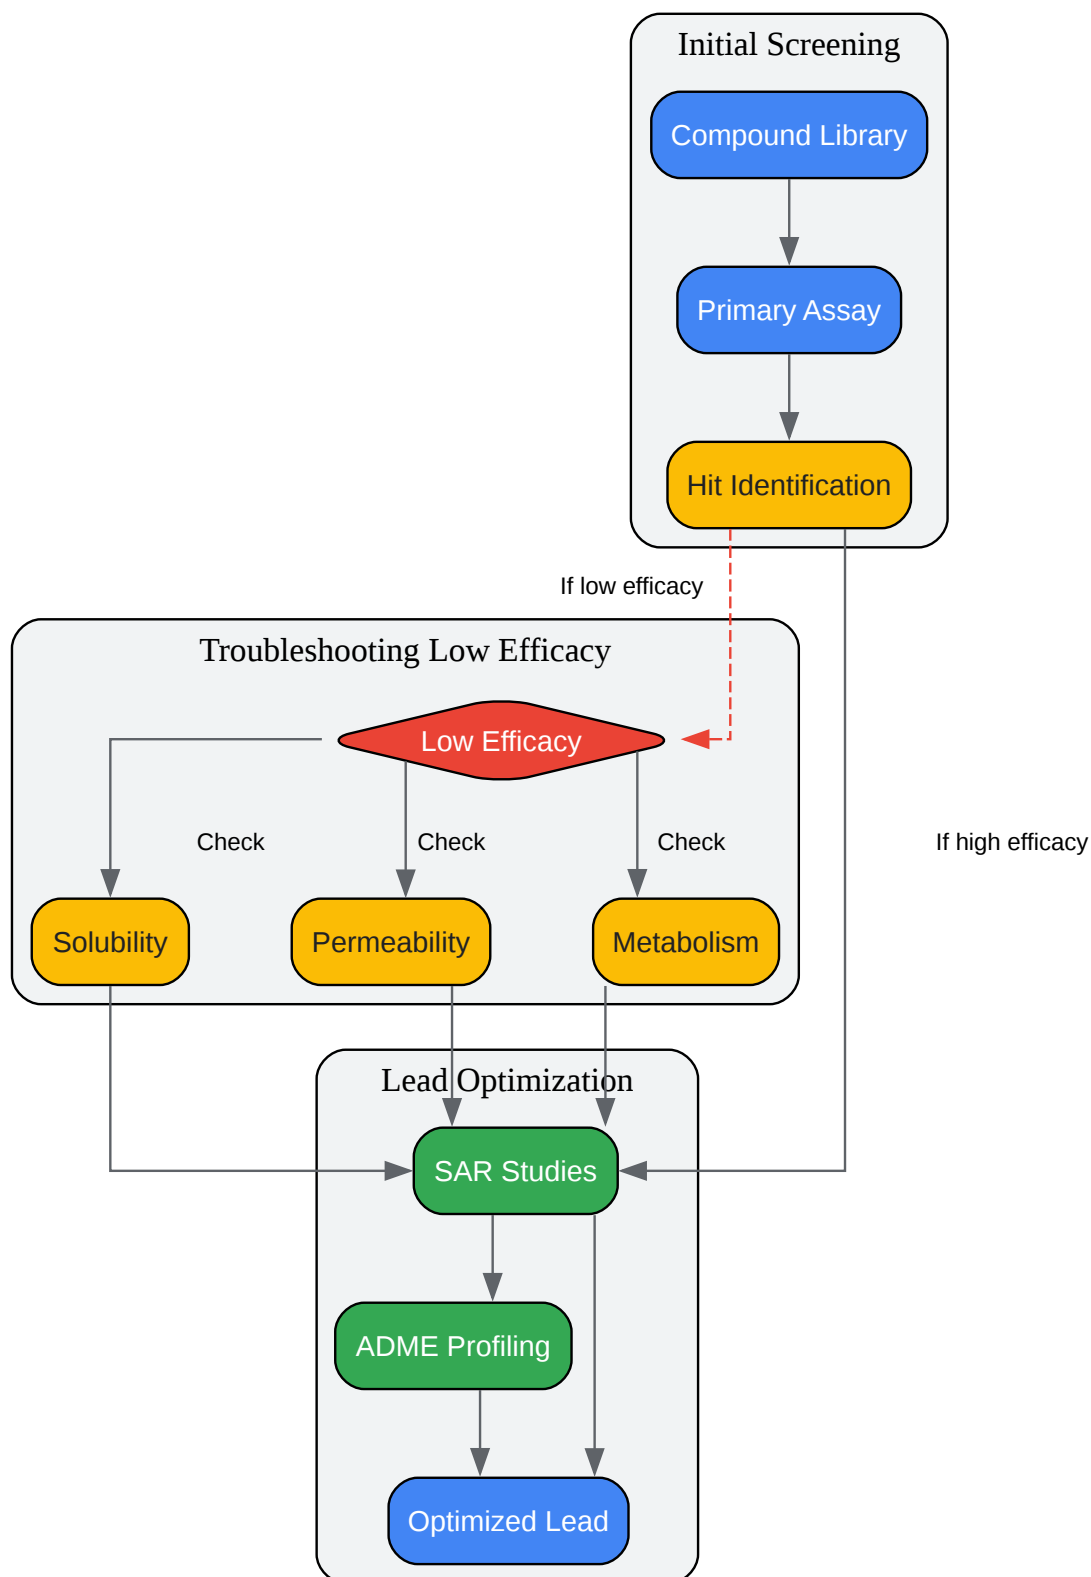 Initial Screening
Compound Library
Primary Assay
Hit Identification
If low efficacy
Troubleshooting Low Efficacy
Low Efficacy
Check
Check
Check
If high efficacy
Solubility
Permeability
Metabolism
Lead Optimization
SAR Studies
ADME Profiling
Optimized Lead